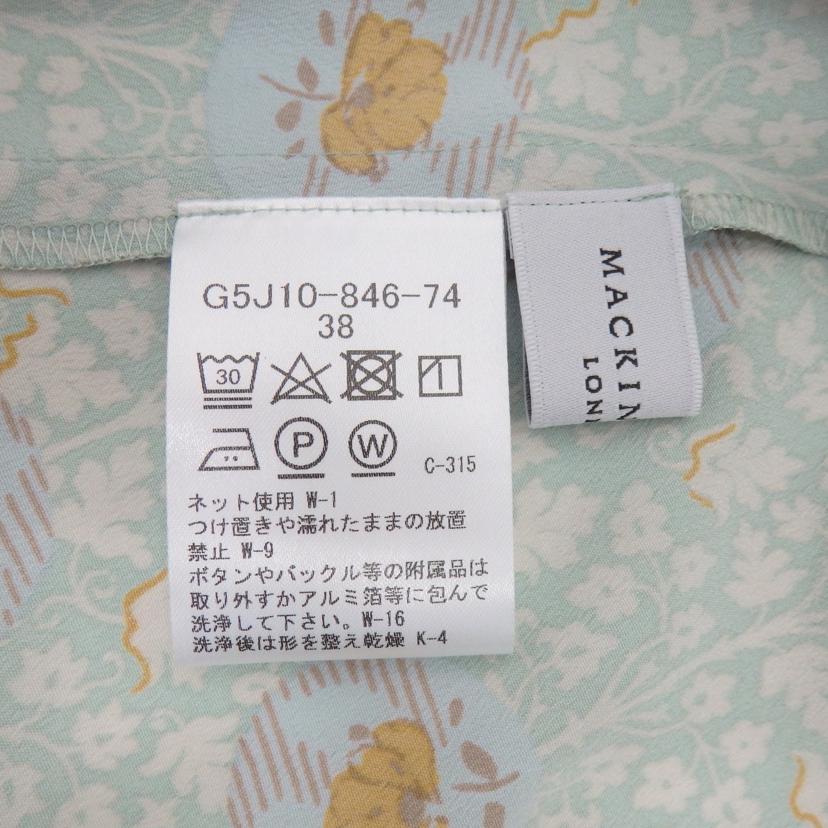 G5J10-846-74
38
30
P
W
C-315
ネット使用 W-1
つけ置きや濡れたままの放置
禁止 W-9
ボタンやバックル等の附属品は
取り外すかアルミ箔等に包んで
洗浄して下さい。W-16
洗浄後は形を整え乾燥 K-4
MACKIN
LON